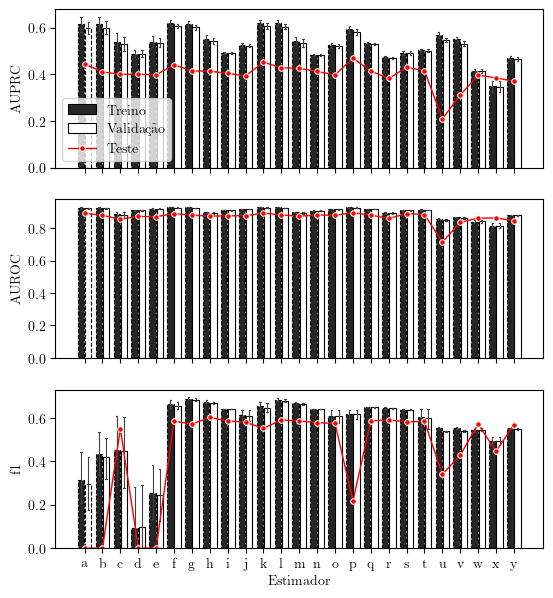 0.6
0.4
0.2
0.0
AUPRC
Treino
Validação
Teste
0.8
0.6
0.4
0.2
0.0
AUROC
0.6
0.4
0.2
0.0
f1
a b c d e f g h i j k l m n o p q r s t u v w x y
Estimador